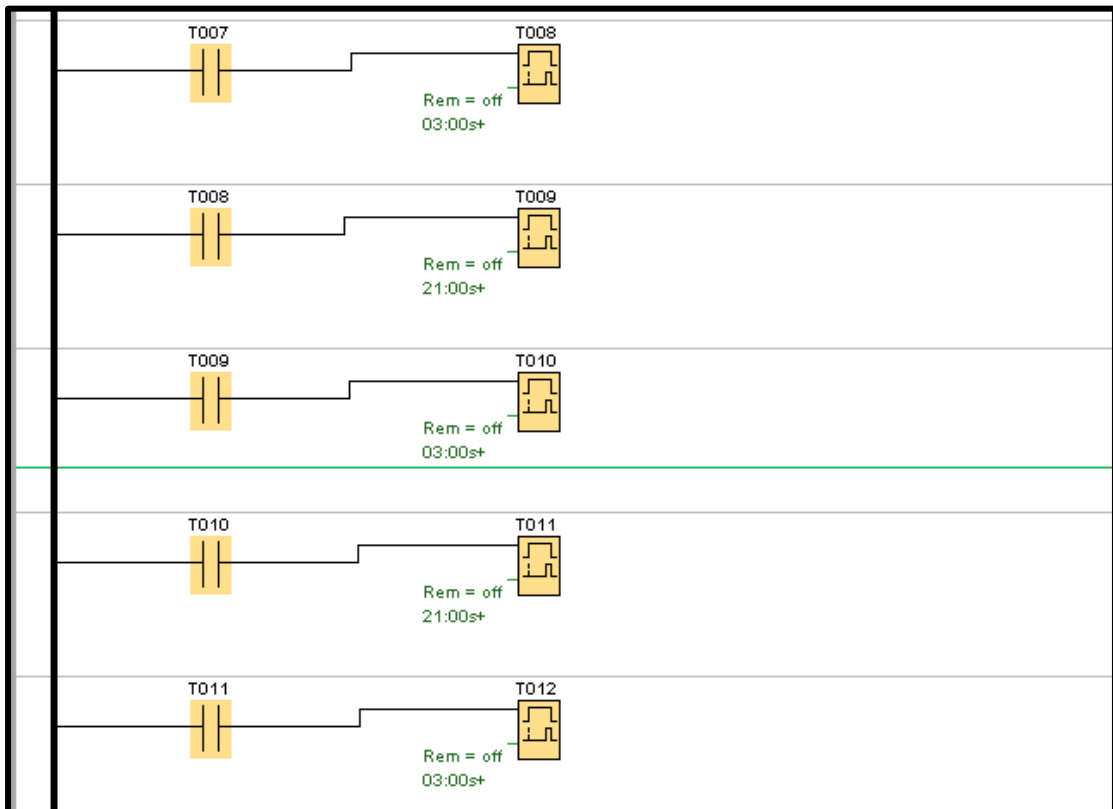 T007 T008
Rem = off
03:00s+
T008 T009
Rem = off
21:00s+
T009 T010
Rem = off
03:00s+
T010 T011
Rem = off
21:00s+
T011 T012
Rem = off
03:00s+